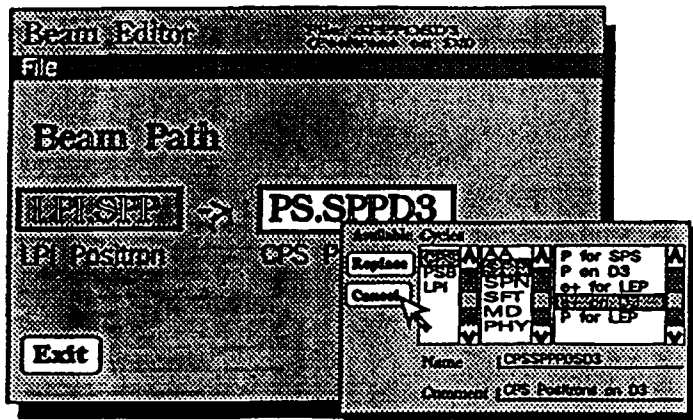 Beam Editor
File
Beam Path
LPI.SPP -> PS.SPPD3
LPI Positron CPS P
Exit
Available Cycles
Replace
Cancel
CPS
PSB
LPI
AA
SPN
SFT
MD
PHY
P for SPS
P on D3
e+ for LEP
P for LEP
Name CPSSPPPOSD3
Comment CPS Positrons on D3